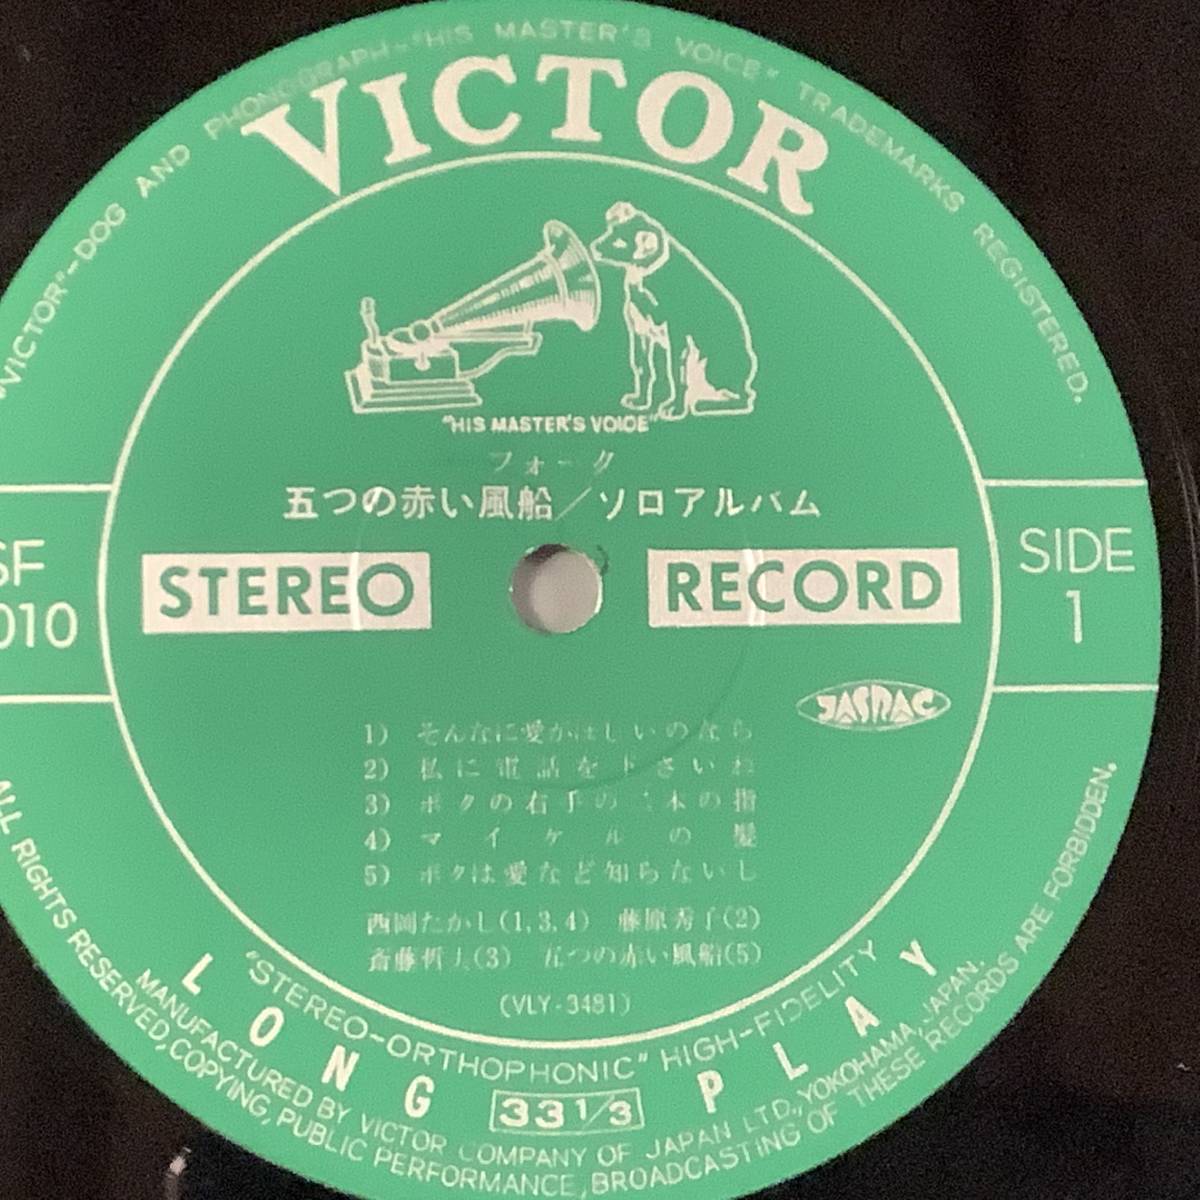 "VICTOR"-DOG AND PHONOGRAPH-"HIS MASTER'S VOICE" TRADEMARKS REGISTERED.
VICTOR
"HIS MASTER'S VOICE"
フォーク
五つの赤い風船／ソロアルバム
STEREO RECORD
SF
010
SIDE
1
JASRAC
1) そんなに愛がほしいのなら
2) 私に電話を下さいね
3) ボクの右手の二本の指
4) マイケルの髪
5) ボクは愛など知らないし
西岡たかし(1,3,4) 藤原秀子(2)
斎藤哲夫(3) 五つの赤い風船(5)
(VLY-3481)
"STEREO-ORTHOPHONIC" HIGH-FIDELITY
LONG 33 1/3 PLAY
MANUFACTURED BY VICTOR COMPANY OF JAPAN LTD., YOKOHAMA, JAPAN.
ALL RIGHTS RESERVED, COPYING, PUBLIC PERFORMANCE, BROADCASTING OF THESE RECORDS ARE FORBIDDEN.